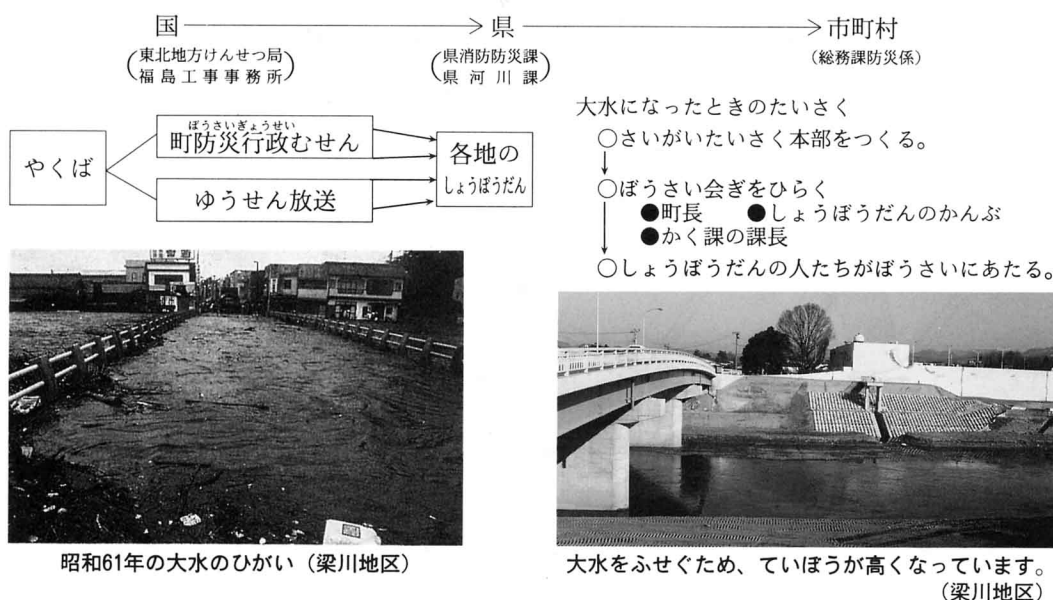 国 → 県 → 市町村
(東北地方けんせつ局
福島工事事務所)
(県消防防災課
県河川課)
(総務課防災係)
やくば
ぼうさいぎょうせい
町防災行政むせん
ゆうせん放送
各地の
しょうぼうだん
大水になったときのたいさく
○さいがいたいさく本部をつくる。
↓
○ぼうさい会ぎをひらく
●町長 ●しょうぼうだんのかんぶ
●かく課の課長
↓
○しょうぼうだんの人たちがぼうさいにあたる。
昭和61年の大水のひがい(梁川地区)
大水をふせぐため、ていぼうが高くなっています。
(梁川地区)